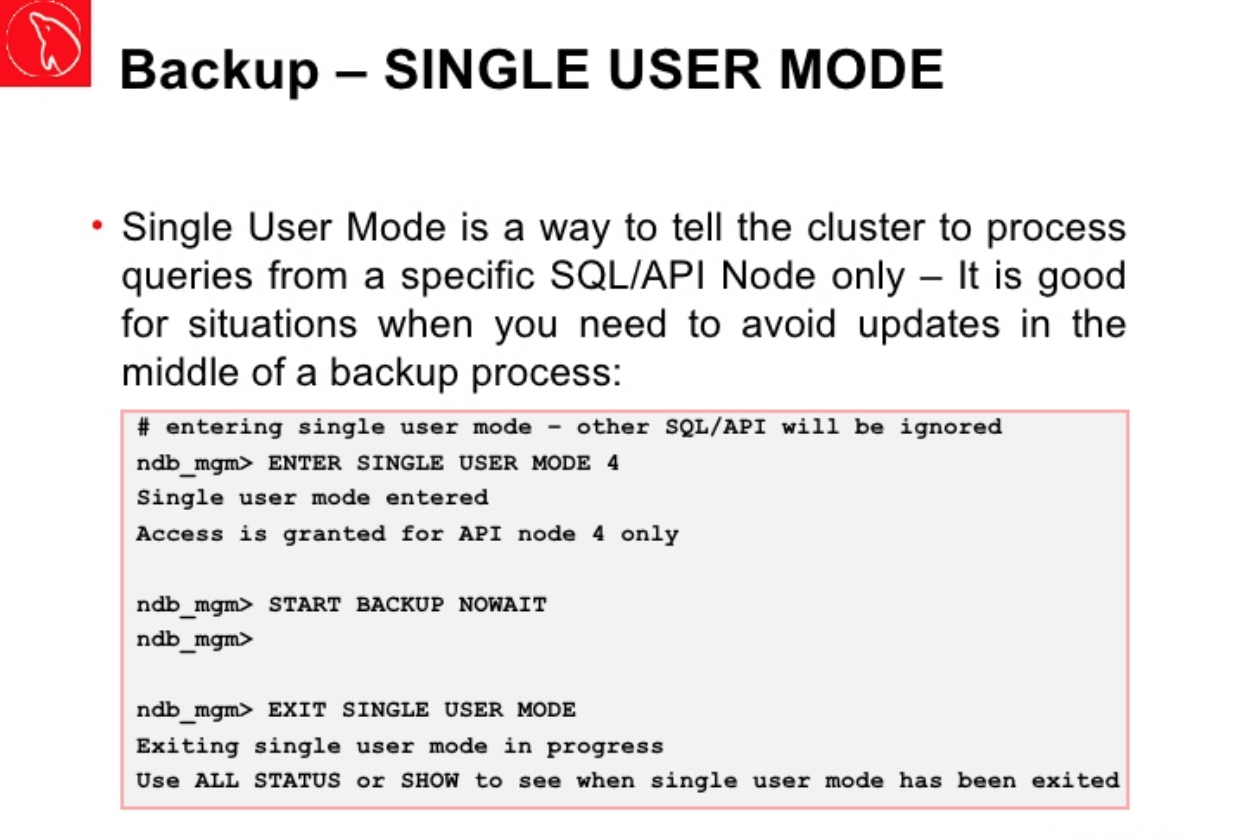 Backup – SINGLE USER MODE
• Single User Mode is a way to tell the cluster to process
queries from a specific SQL/API Node only – It is good
for situations when you need to avoid updates in the
middle of a backup process:
# entering single user mode – other SQL/API will be ignored
ndb_mgm> ENTER SINGLE USER MODE 4
Single user mode entered
Access is granted for API node 4 only
ndb_mgm> START BACKUP NOWAIT
ndb_mgm>
ndb_mgm> EXIT SINGLE USER MODE
Exiting single user mode in progress
Use ALL STATUS or SHOW to see when single user mode has been exited